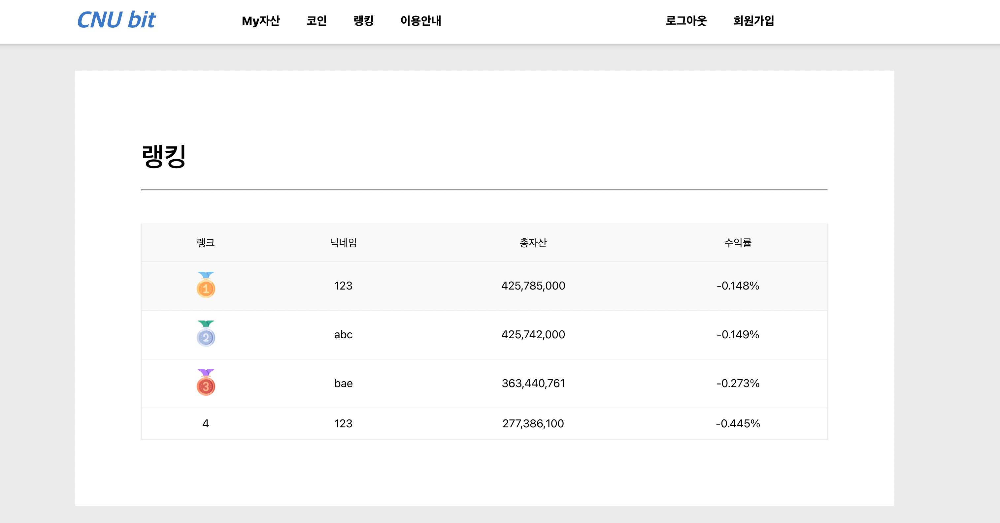 CNU bit My자산 코인 랭킹 이용안내 로그아웃 회원가입
랭킹
랭크 닉네임 총자산 수익률
1 123 425,785,000 -0.148%
2 abc 425,742,000 -0.149%
3 bae 363,440,761 -0.273%
4 123 277,386,100 -0.445%